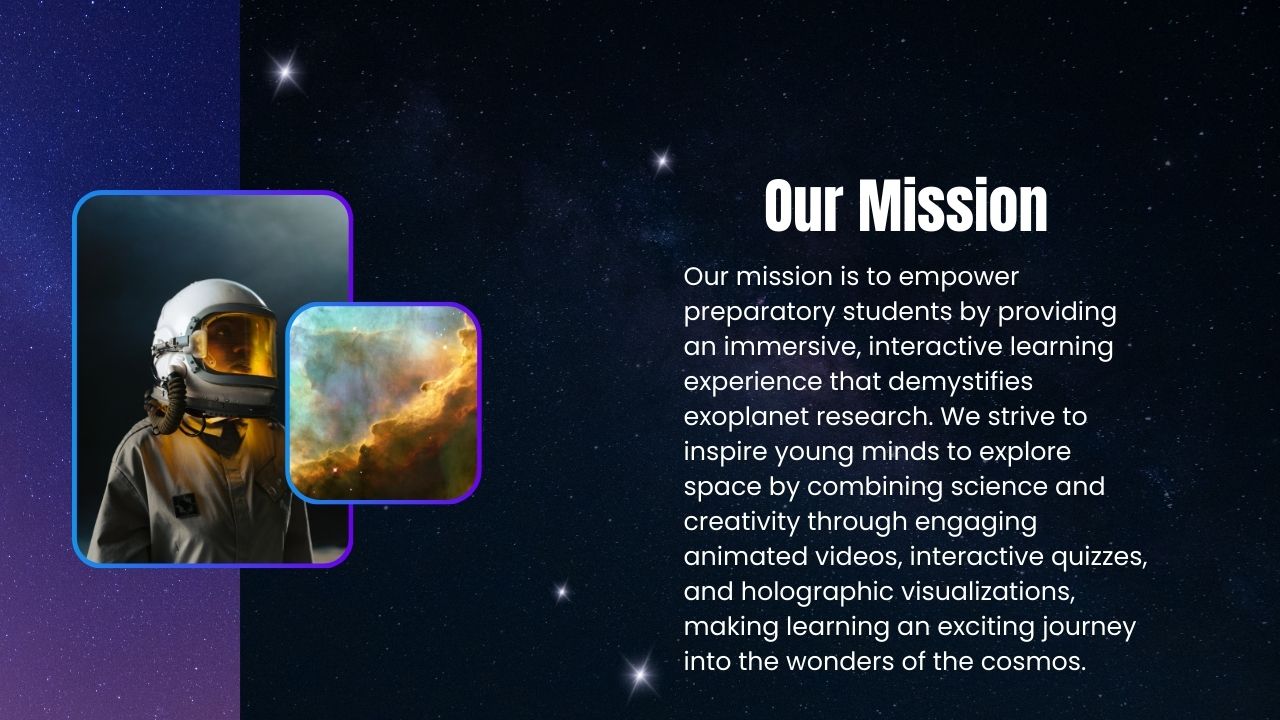 Our Mission
Our mission is to empower
preparatory students by providing
an immersive, interactive learning
experience that demystifies
exoplanet research. We strive to
inspire young minds to explore
space by combining science and
creativity through engaging
animated videos, interactive quizzes,
and holographic visualizations,
making learning an exciting journey
into the wonders of the cosmos.